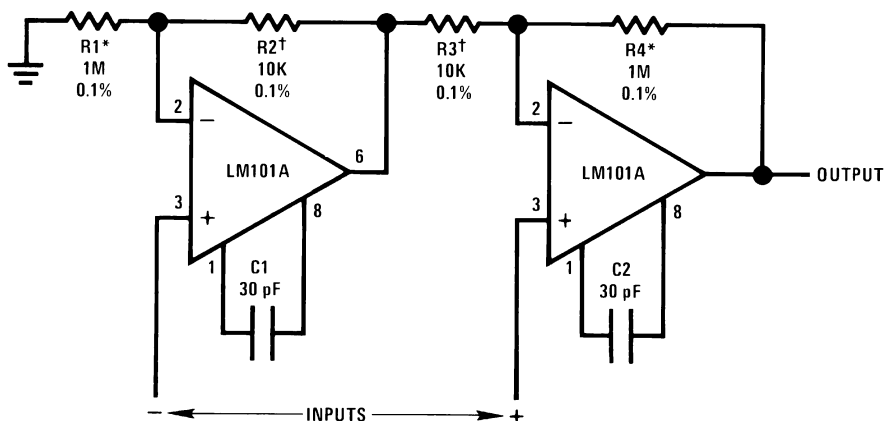 R1*
1M
0.1%
R2†
10K
0.1%
R3†
10K
0.1%
R4*
1M
0.1%
2
−
LM101A
6
3
+
8
1
C1
30 pF
2
−
LM101A
OUTPUT
3
+
8
1
C2
30 pF
− INPUTS +